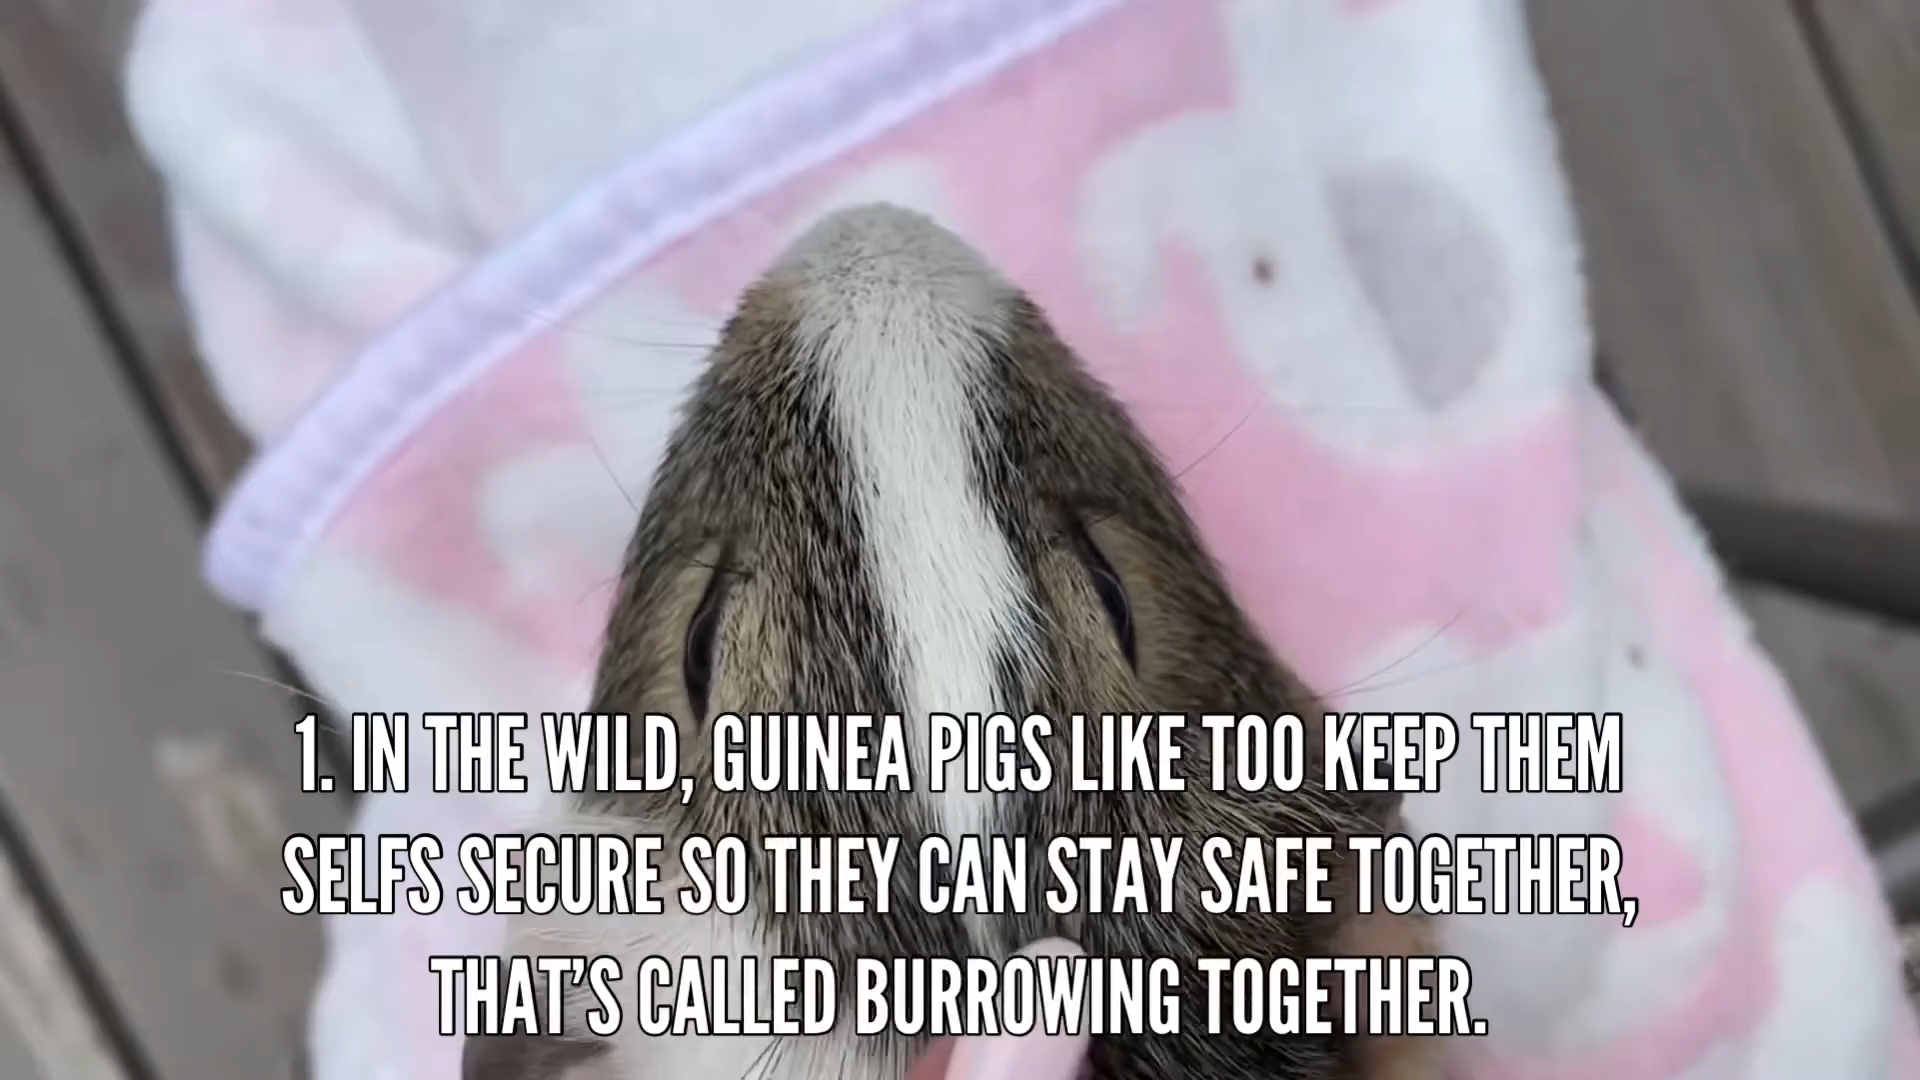 1. IN THE WILD, GUINEA PIGS LIKE TOO KEEP THEM
SELFS SECURE SO THEY CAN STAY SAFE TOGETHER,
THAT'S CALLED BURROWING TOGETHER.